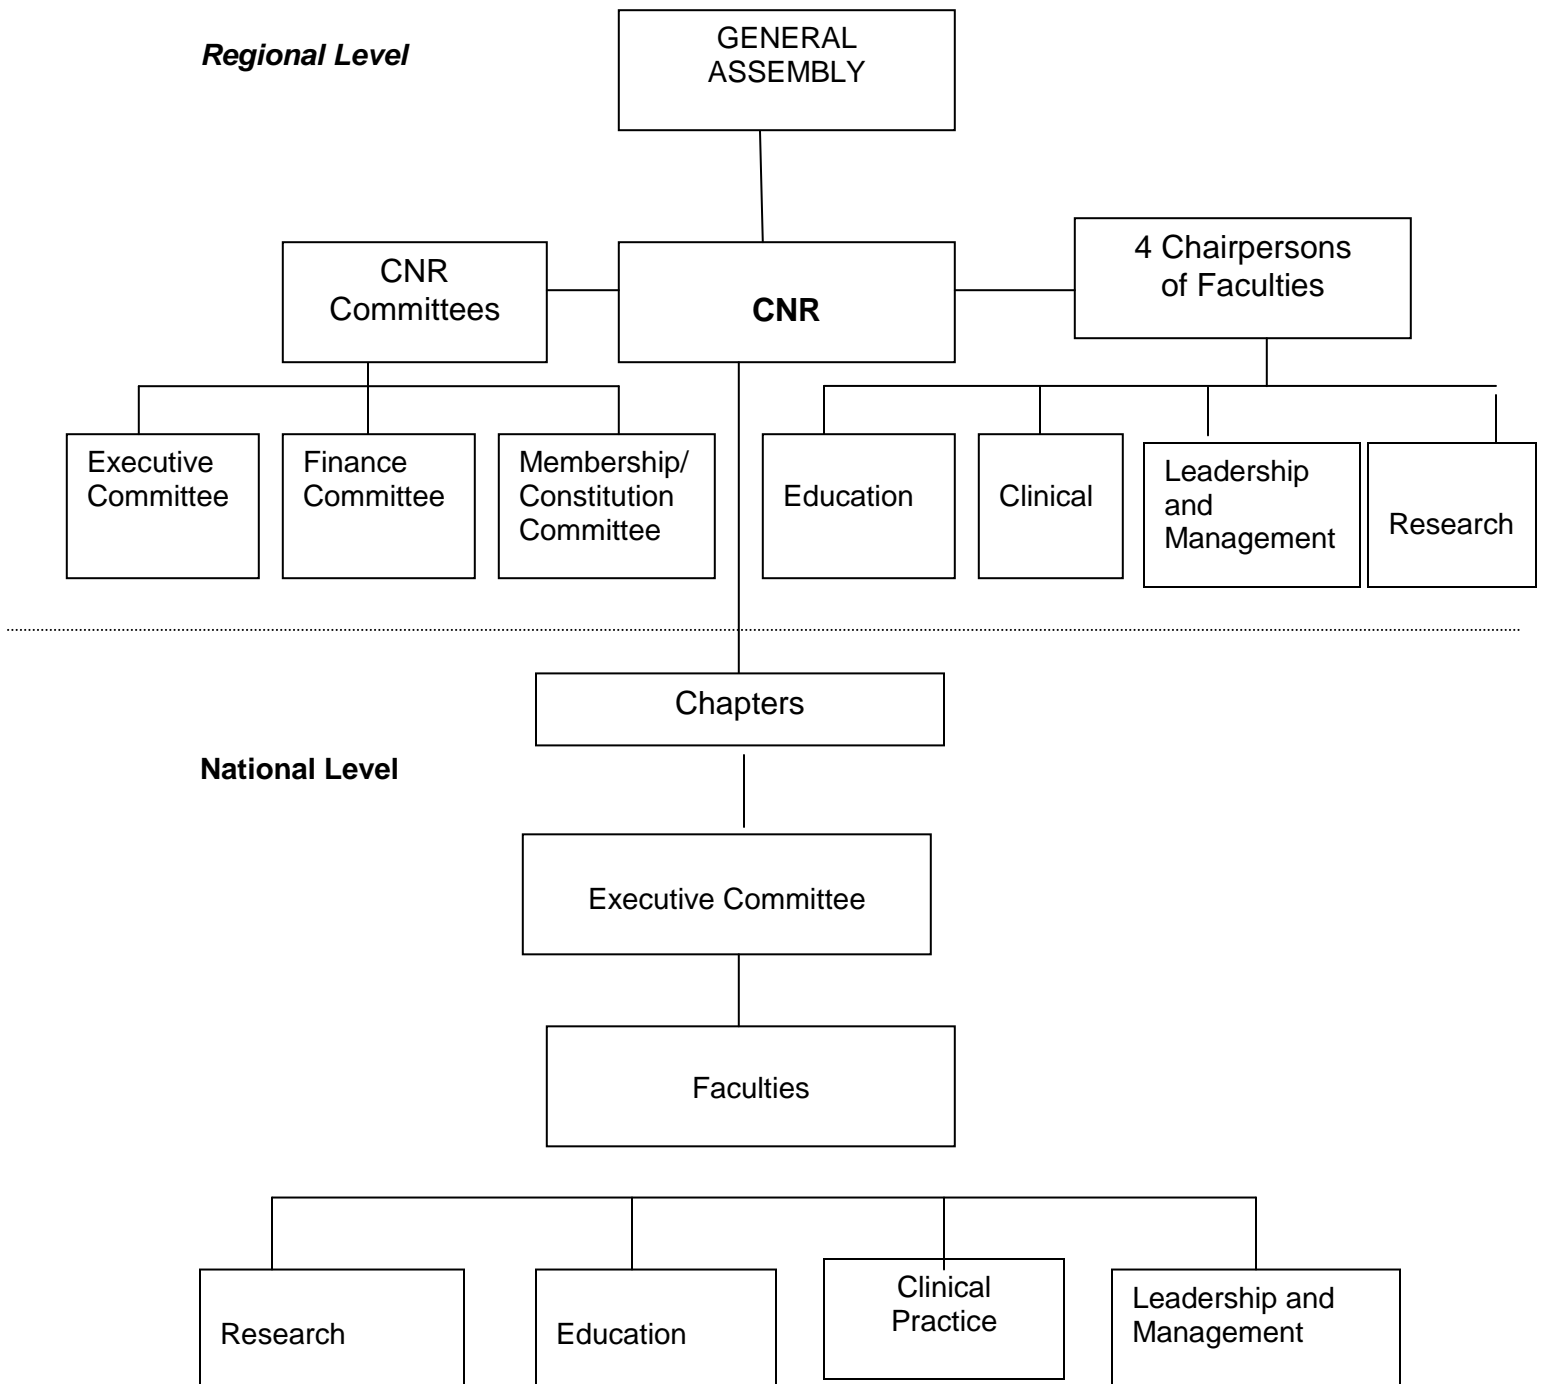 Regional Level
GENERAL
ASSEMBLY
CNR
Committees
CNR
4 Chairpersons
of Faculties
Executive
Committee
Finance
Committee
Membership/
Constitution
Committee
Education
Clinical
Leadership
and
Management
Research
Chapters
National Level
Executive Committee
Faculties
Research
Education
Clinical
Practice
Leadership and
Management